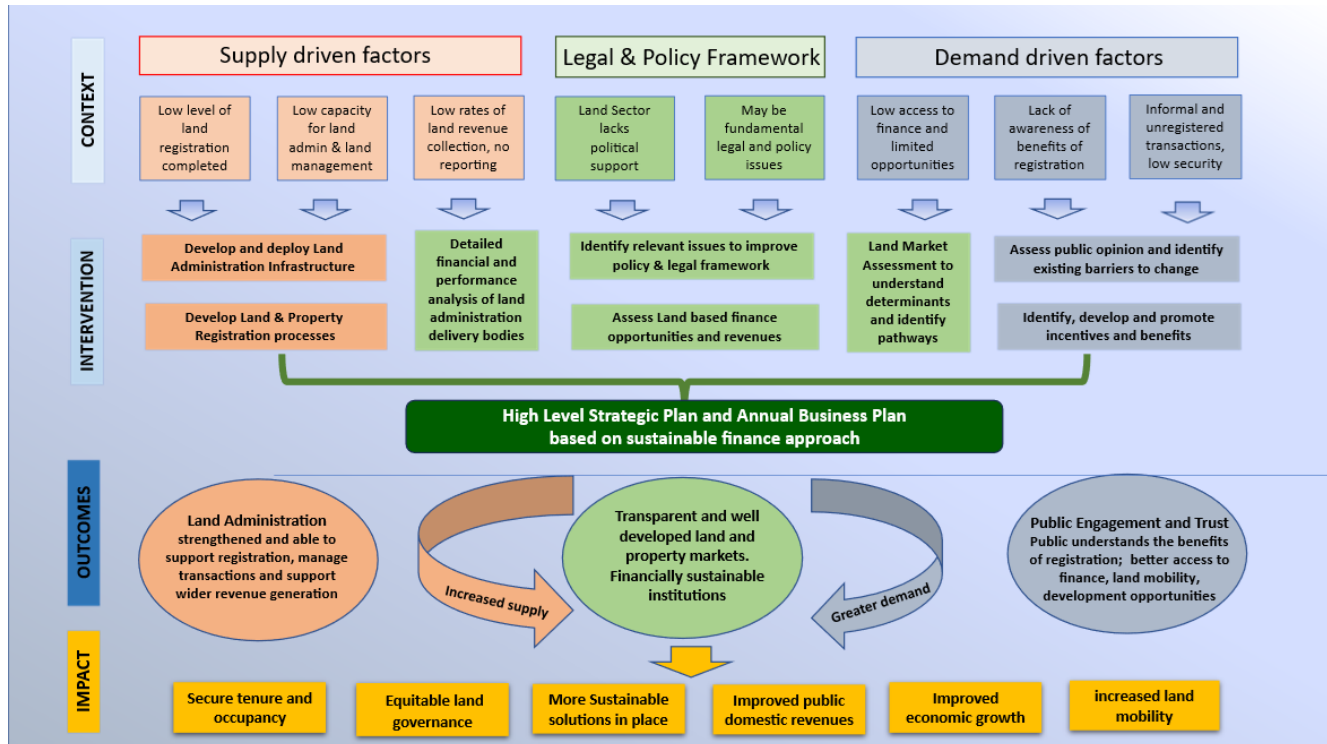 Supply driven factors
Legal & Policy Framework
Demand driven factors
CONTEXT
Low level of
land
registration
completed
Low capacity
for land
admin & land
management
Low rates of
land revenue
collection, no
reporting
Land Sector
lacks
political
support
May be
fundamental
legal and policy
issues
Low access to
finance and
limited
opportunities
Lack of
awareness of
benefits of
registration
Informal and
unregistered
transactions,
low security
INTERVENTION
Develop and deploy Land
Administration Infrastructure
Develop Land & Property
Registration processes
Detailed
financial and
performance
analysis of land
administration
delivery bodies
Identify relevant issues to improve
policy & legal framework
Assess Land based finance
opportunities and revenues
Land Market
Assessment to
understand
determinants
and identify
pathways
Assess public opinion and identify
existing barriers to change
Identify, develop and promote
incentives and benefits
High Level Strategic Plan and Annual Business Plan
based on sustainable finance approach
OUTCOMES
Land Administration
strengthened and able to
support registration, manage
transactions and support
wider revenue generation
Increased supply
Transparent and well
developed land and
property markets.
Financially sustainable
institutions
Greater demand
Public Engagement and Trust
Public understands the benefits
of registration; better access to
finance, land mobility,
development opportunities
IMPACT
Secure tenure and
occupancy
Equitable land
governance
More Sustainable
solutions in place
Improved public
domestic revenues
Improved
economic growth
increased land
mobility